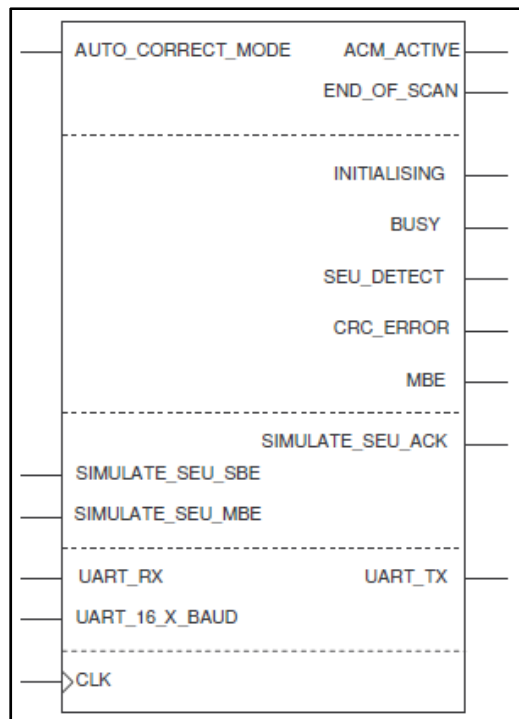 AUTO_CORRECT_MODE ACM_ACTIVE
END_OF_SCAN
INITIALISING
BUSY
SEU_DETECT
CRC_ERROR
MBE
SIMULATE_SEU_ACK
SIMULATE_SEU_SBE
SIMULATE_SEU_MBE
UART_RX UART_TX
UART_16_X_BAUD
CLK